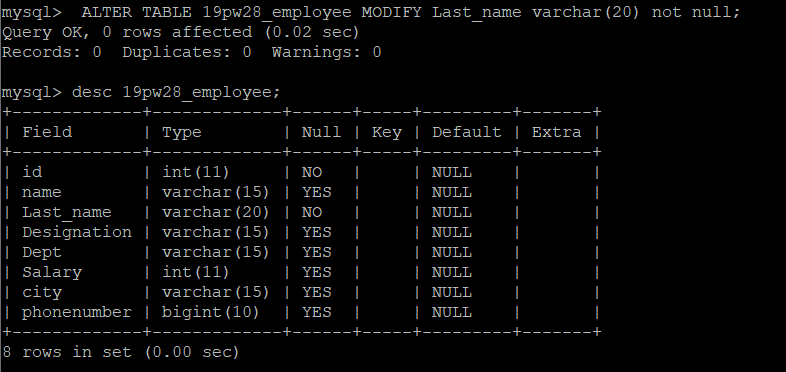 mysql>  ALTER TABLE 19pw28_employee MODIFY Last_name varchar(20) not null;
Query OK, 0 rows affected (0.02 sec)
Records: 0  Duplicates: 0  Warnings: 0
mysql> desc 19pw28_employee;
+-------------+-------------+------+-----+---------+-------+
| Field       | Type        | Null | Key | Default | Extra |
+-------------+-------------+------+-----+---------+-------+
| id          | int(11)     | NO   |     | NULL    |       |
| name        | varchar(15) | YES  |     | NULL    |       |
| Last_name   | varchar(20) | NO   |     | NULL    |       |
| Designation | varchar(15) | YES  |     | NULL    |       |
| Dept        | varchar(15) | YES  |     | NULL    |       |
| Salary      | int(11)     | YES  |     | NULL    |       |
| city        | varchar(15) | YES  |     | NULL    |       |
| phonenumber | bigint(10)  | YES  |     | NULL    |       |
+-------------+-------------+------+-----+---------+-------+
8 rows in set (0.00 sec)